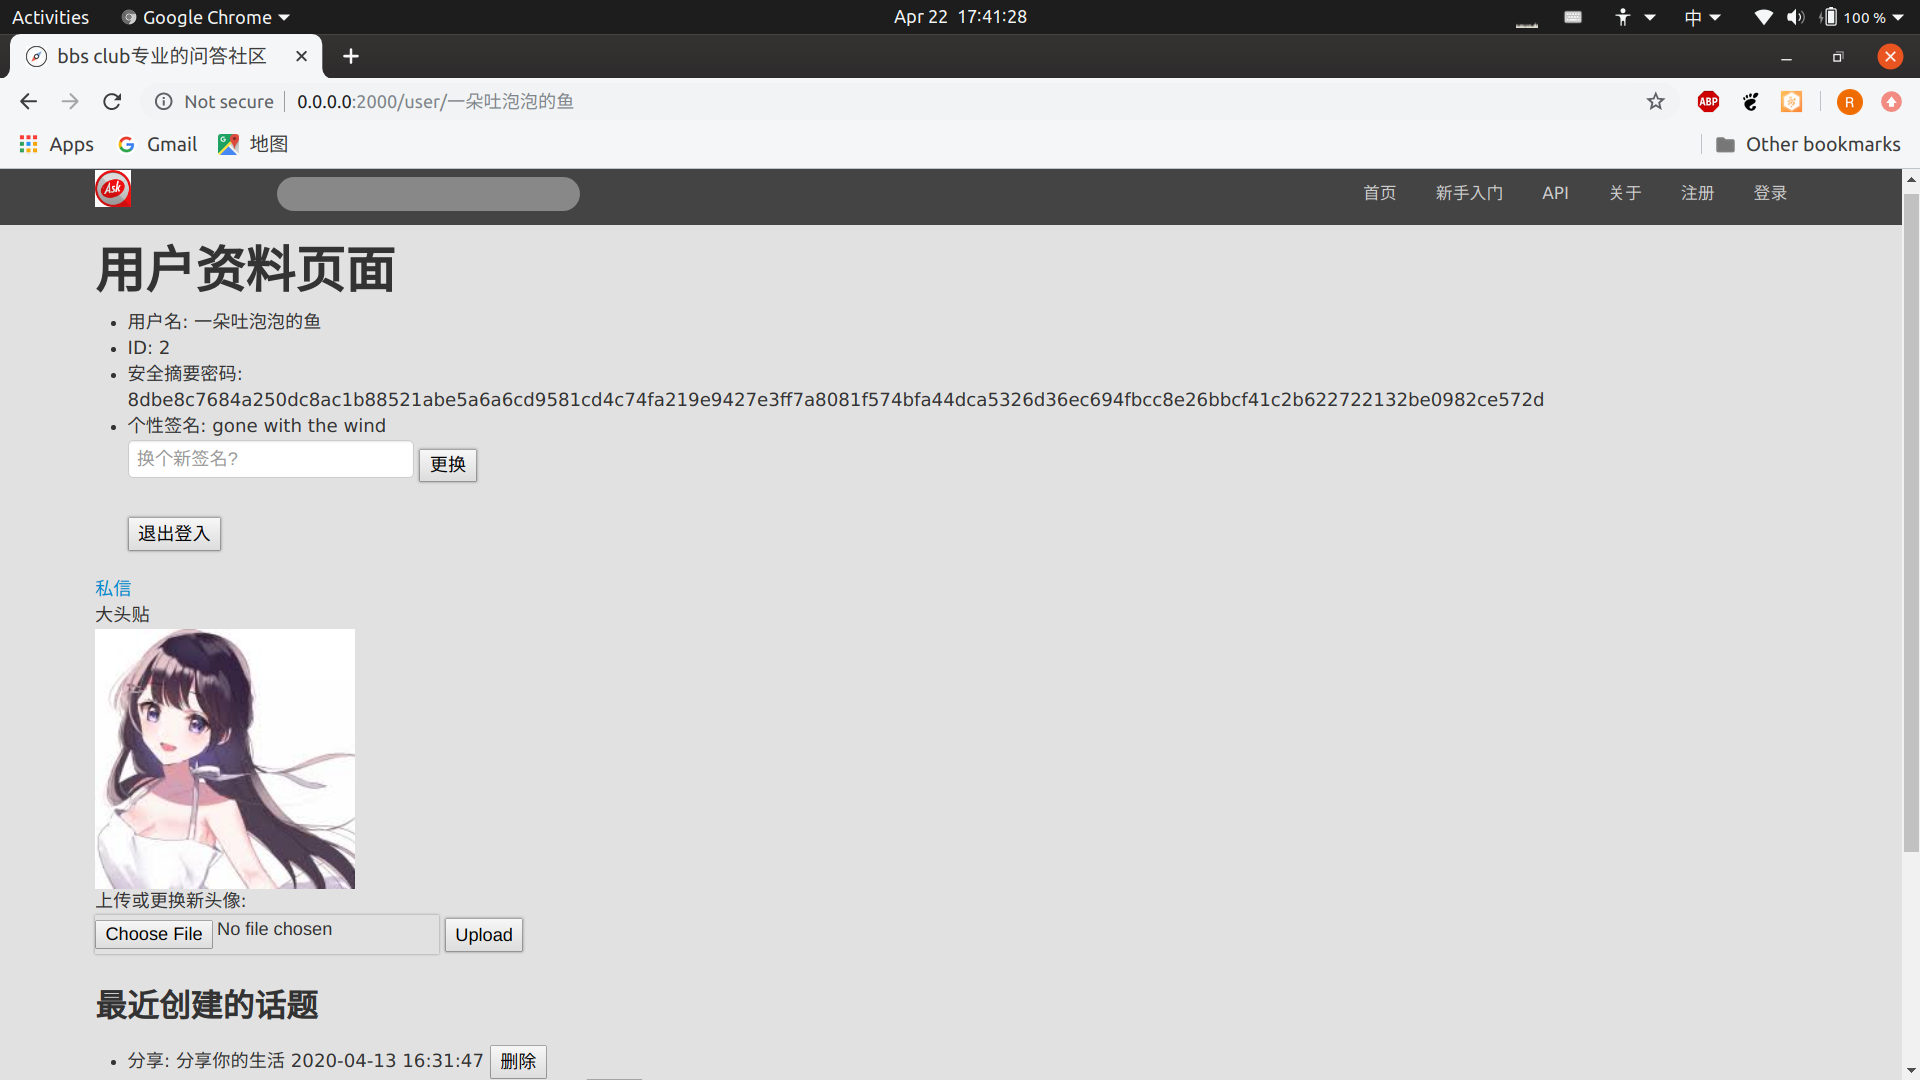 Activities Google Chrome Apr 22 17:41:28 中 100 %
bbs club专业的问答社区
Not secure 0.0.0.0:2000/user/一朵吐泡泡的鱼 ABP R
Apps Gmail 地图 Other bookmarks
Ask 首页 新手入门 API 关于 注册 登录
用户资料页面
用户名: 一朵吐泡泡的鱼
ID: 2
安全摘要密码:
8dbe8c7684a250dc8ac1b88521abe5a6a6cd9581cd4c74fa219e9427e3ff7a8081f574bfa44dca5326d36ec694fbcc8e26bbcf41c2b622722132be0982ce572d
个性签名: gone with the wind
换个新签名? 更换
退出登入
私信
大头贴
上传或更换新头像:
Choose File No file chosen Upload
最近创建的话题
分享: 分享你的生活 2020-04-13 16:31:47 删除